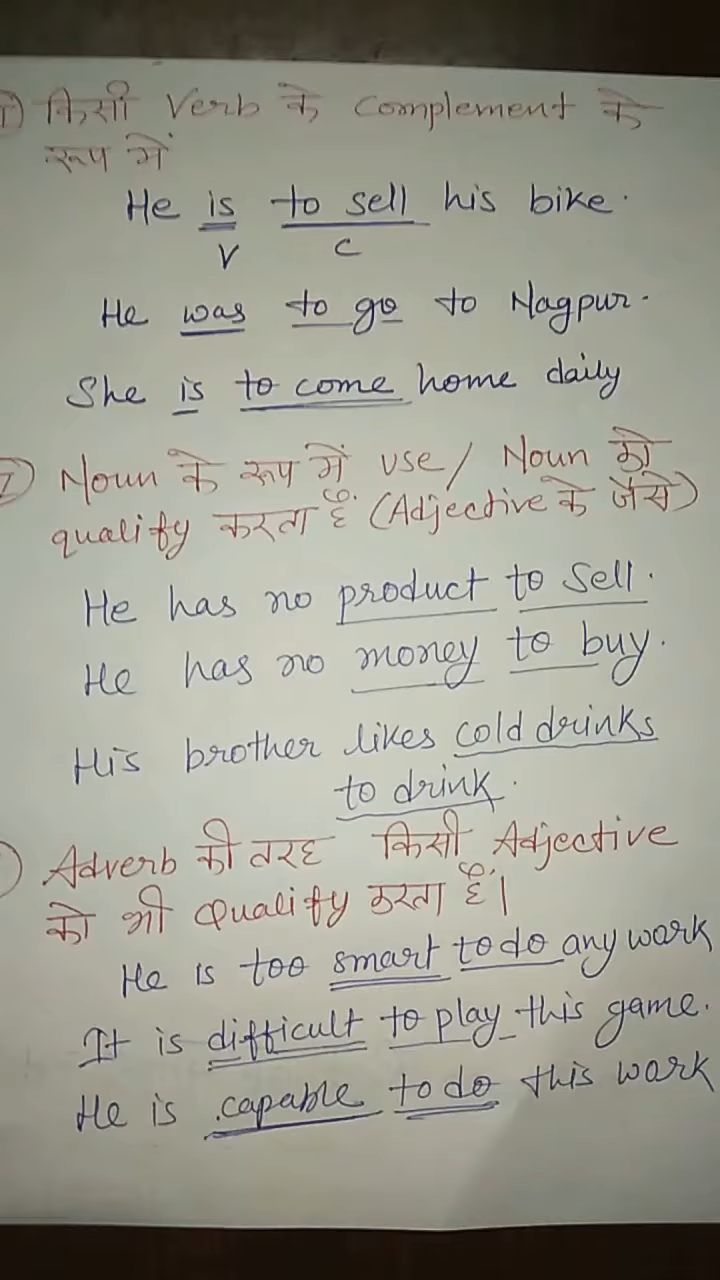 1) किसी Verb के Complement के
रूप में
He is to sell his bike.
V C
He was to go to Nagpur.
She is to come home daily
2) Noun के रूप में use/ Noun को
qualify करता है. (Adjective के जैसे)
He has no product to sell.
He has no money to buy.
His brother likes cold drinks
to drink.
) Adverb की तरह किसी Adjective
को भी Qualify करता है।
He is too smart to do any work
It is difficult to play this game.
He is capable to do this work